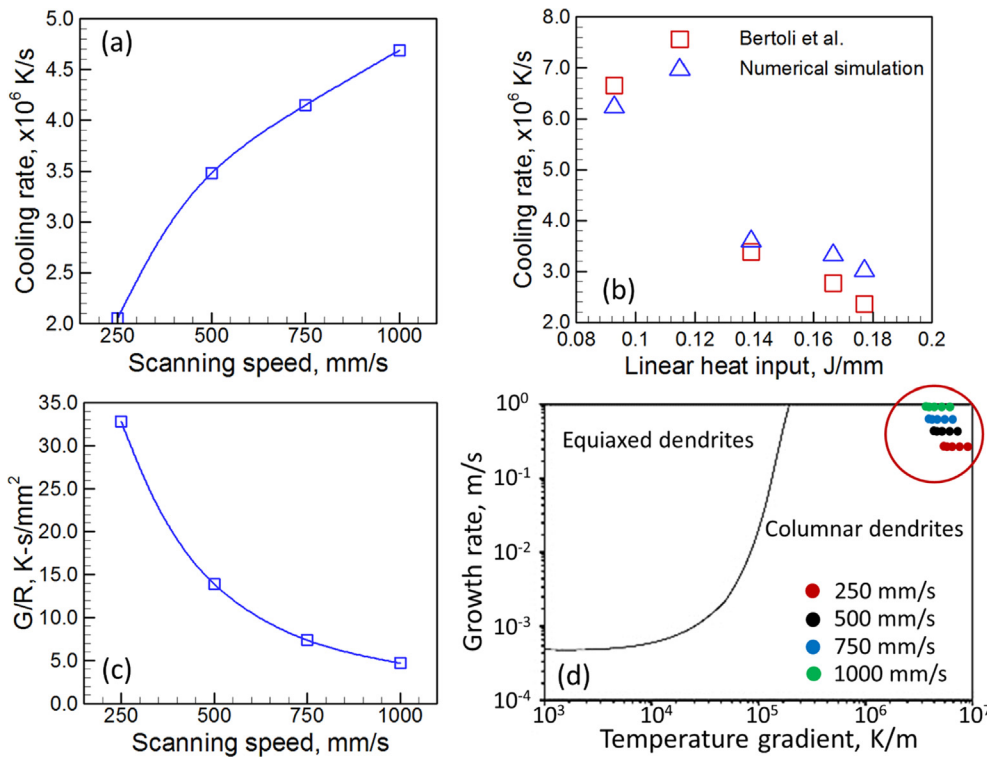 (a)
5.0
4.5
4.0
3.5
3.0
2.5
2.0
250 500 750 1000
Cooling rate, x10⁶ K/s
Scanning speed, mm/s
Bertoli et al.
Numerical simulation
8.0
7.0
6.0
5.0
4.0
3.0
2.0
(b)
0.08 0.1 0.12 0.14 0.16 0.18 0.2
Cooling rate, x10⁶ K/s
Linear heat input, J/mm
35.0
30.0
25.0
20.0
15.0
10.0
5.0
0.0
(c)
250 500 750 1000
G/R, K-s/mm²
Scanning speed, mm/s
10⁰
10⁻¹
10⁻²
10⁻³
10⁻⁴
Growth rate, m/s
Equiaxed dendrites
Columnar dendrites
250 mm/s
500 mm/s
750 mm/s
1000 mm/s
(d)
10³ 10⁴ 10⁵ 10⁶ 10⁷
Temperature gradient, K/m